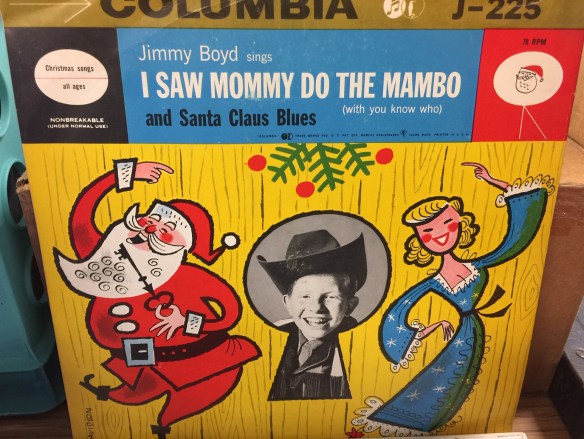 COLUMBIA J-225
Jimmy Boyd sings
I SAW MOMMY DO THE MAMBO
(with you know who)
and Santa Claus Blues
Christmas songs
all ages
NONBREAKABLE
(UNDER NORMAL USE)
78 RPM